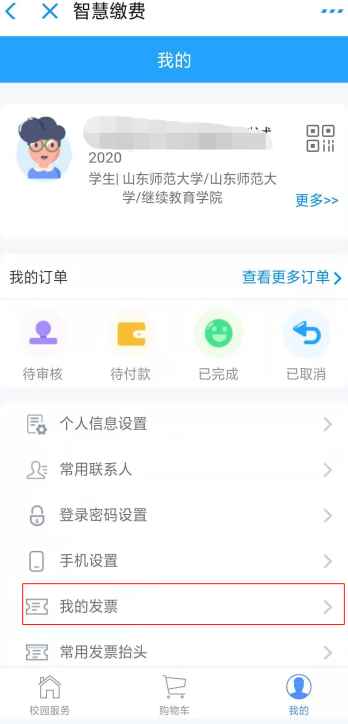 智慧缴费
我的
2020
学生| 山东师范大学/山东师范大
学/继续教育学院
更多>>
我的订单
查看更多订单
待审核
待付款
已完成
已取消
个人信息设置
常用联系人
登录密码设置
手机设置
我的发票
常用发票抬头
校园服务
购物车
我的